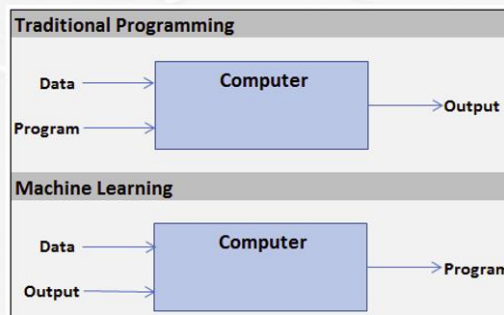 Traditional Programming
Data
Computer
Output
Program
Machine Learning
Data
Computer
Program
Output